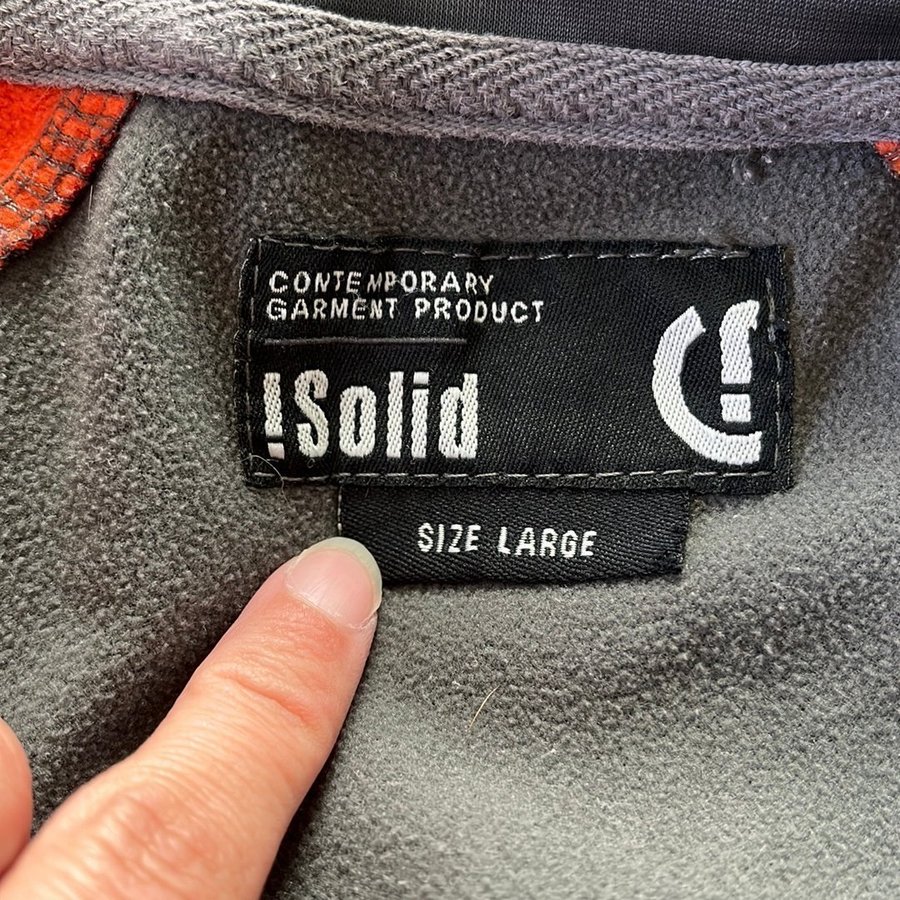 CONTEMPORARY
GARMENT PRODUCT
!Solid
SIZE LARGE